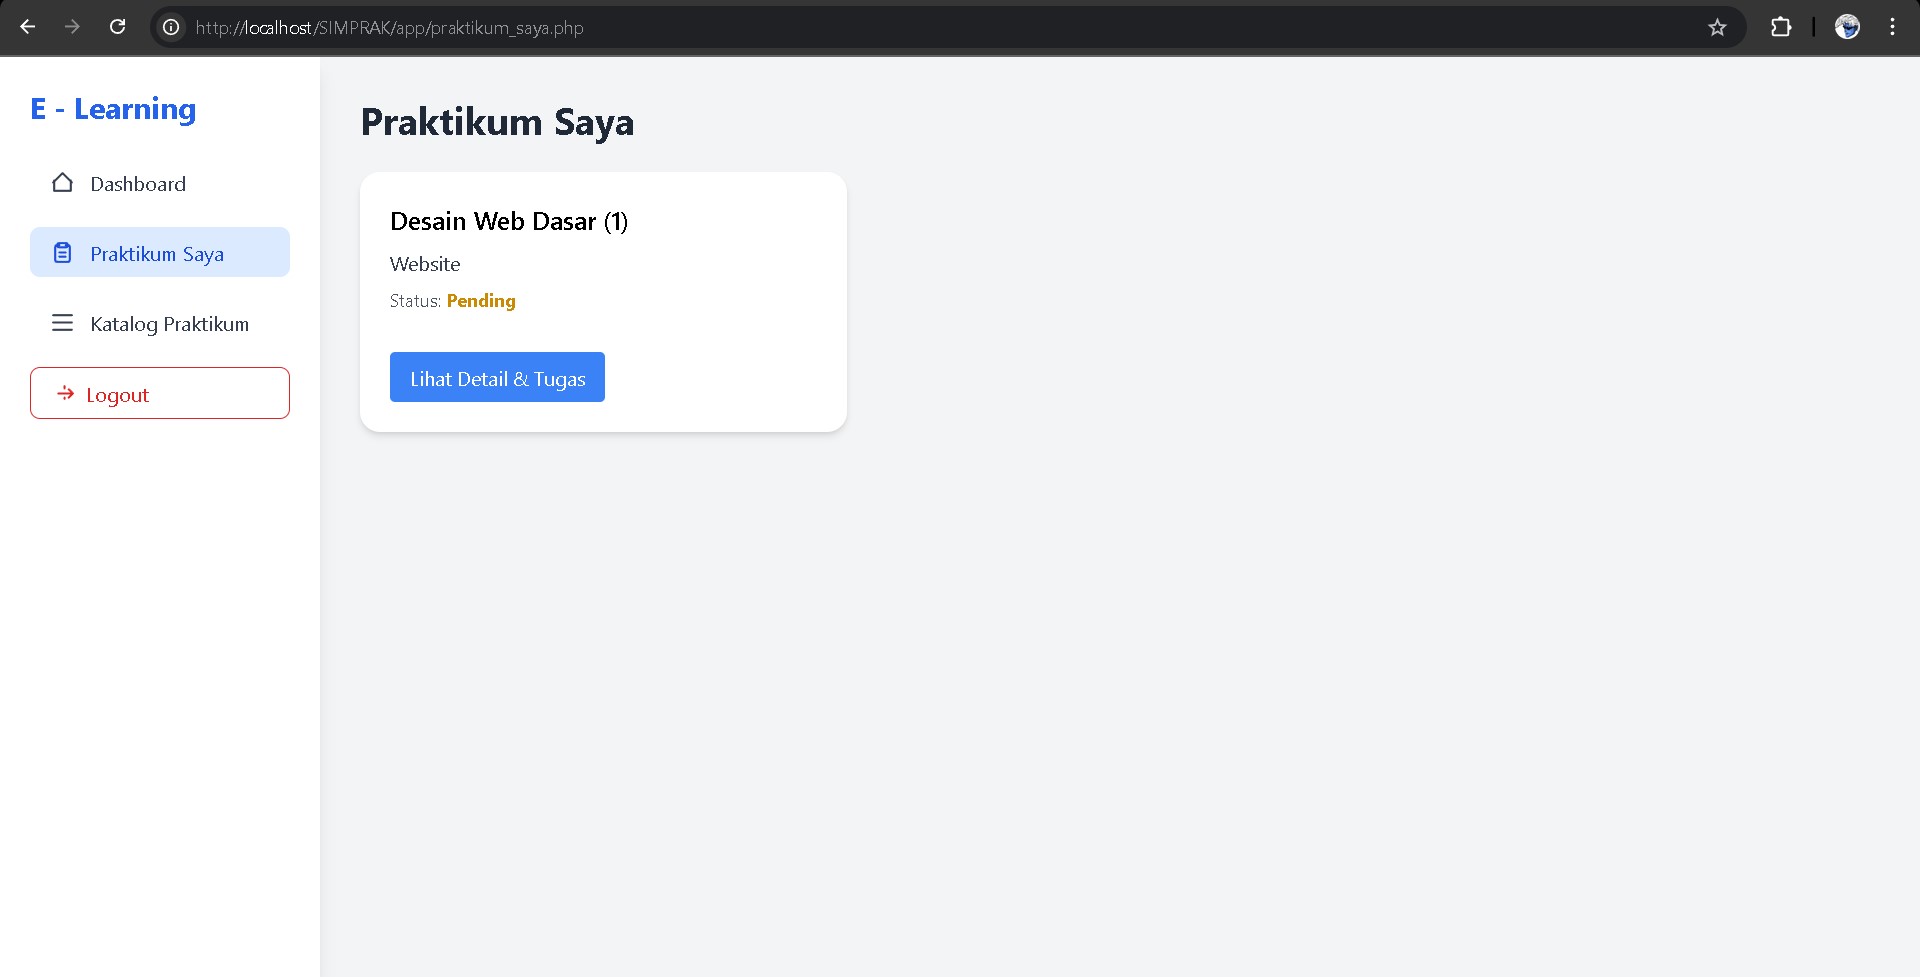 http://localhost/SIMPRAK/app/praktikum_saya.php
E - Learning
Dashboard
Praktikum Saya
Katalog Praktikum
Logout
Praktikum Saya
Desain Web Dasar (1)
Website
Status: Pending
Lihat Detail & Tugas